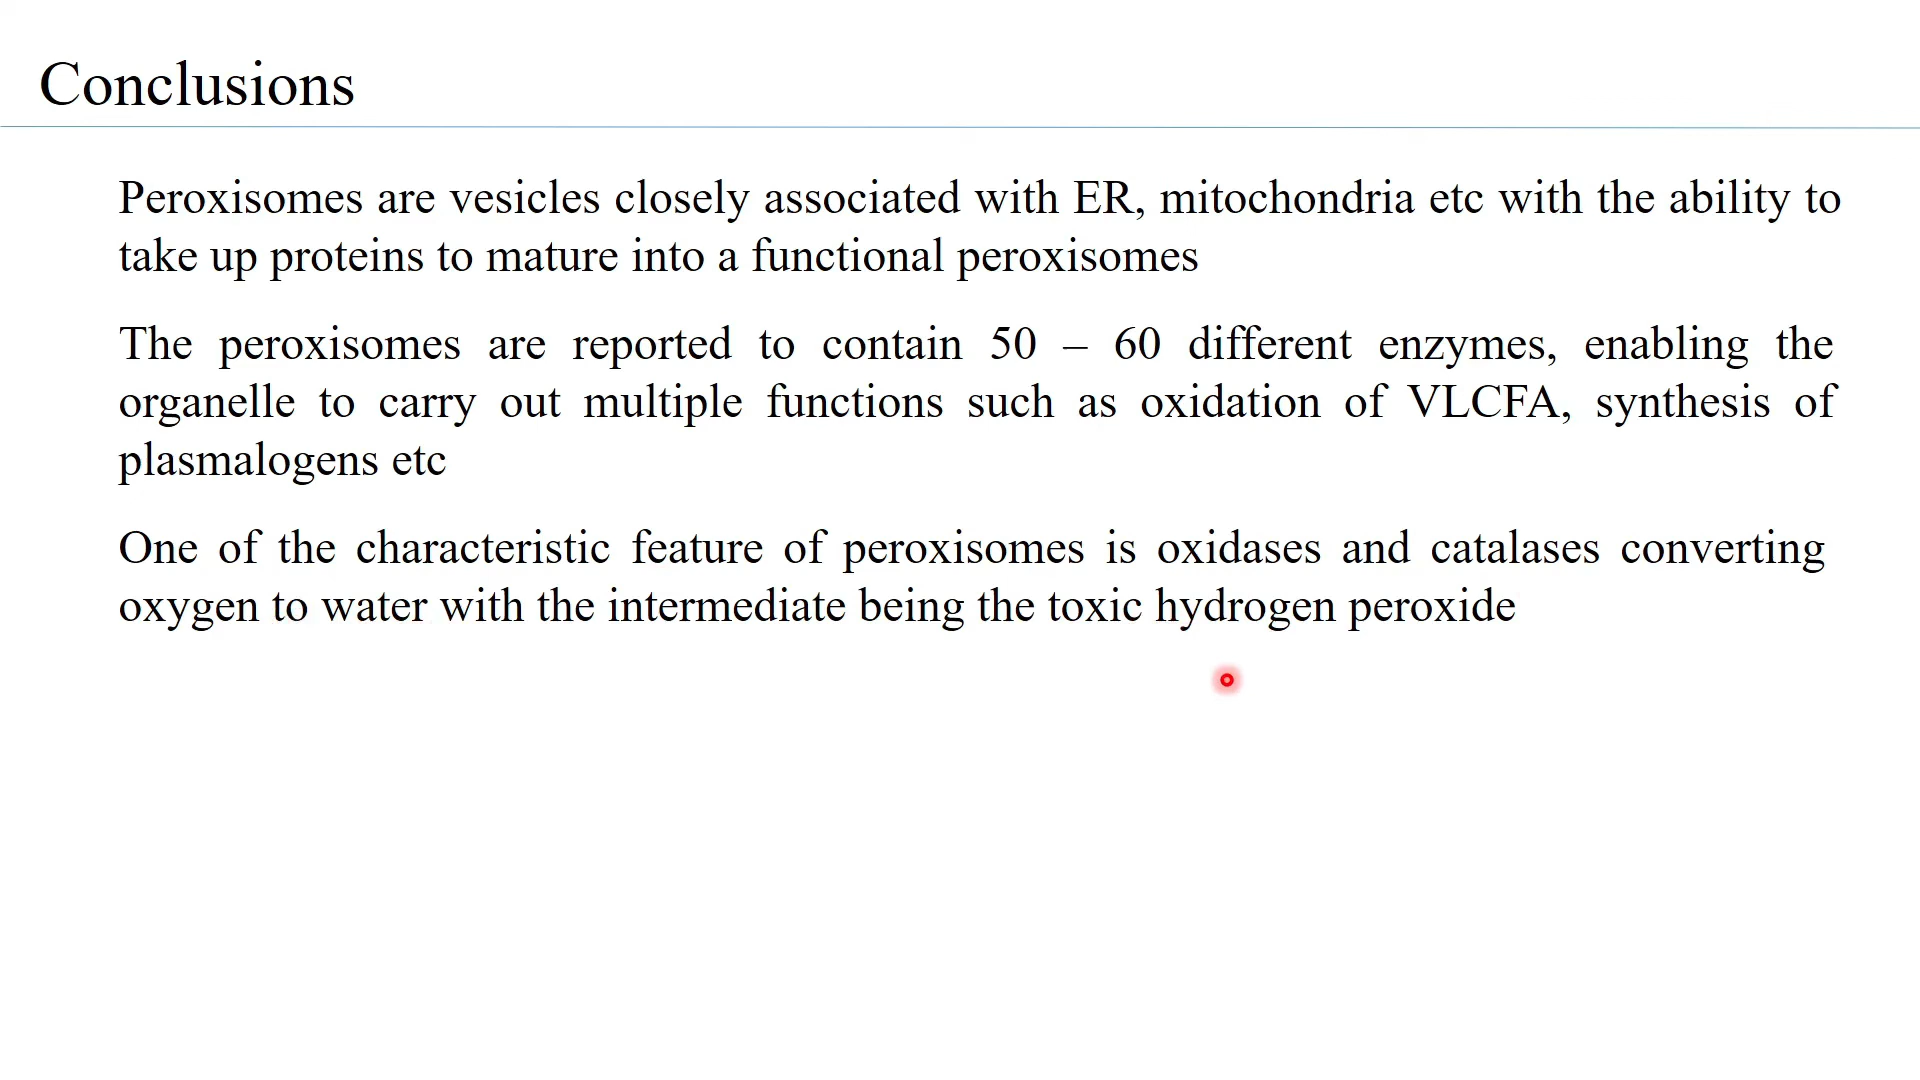 Conclusions
Peroxisomes are vesicles closely associated with ER, mitochondria etc with the ability to
take up proteins to mature into a functional peroxisomes
The peroxisomes are reported to contain 50 – 60 different enzymes, enabling the
organelle to carry out multiple functions such as oxidation of VLCFA, synthesis of
plasmalogens etc
One of the characteristic feature of peroxisomes is oxidases and catalases converting
oxygen to water with the intermediate being the toxic hydrogen peroxide